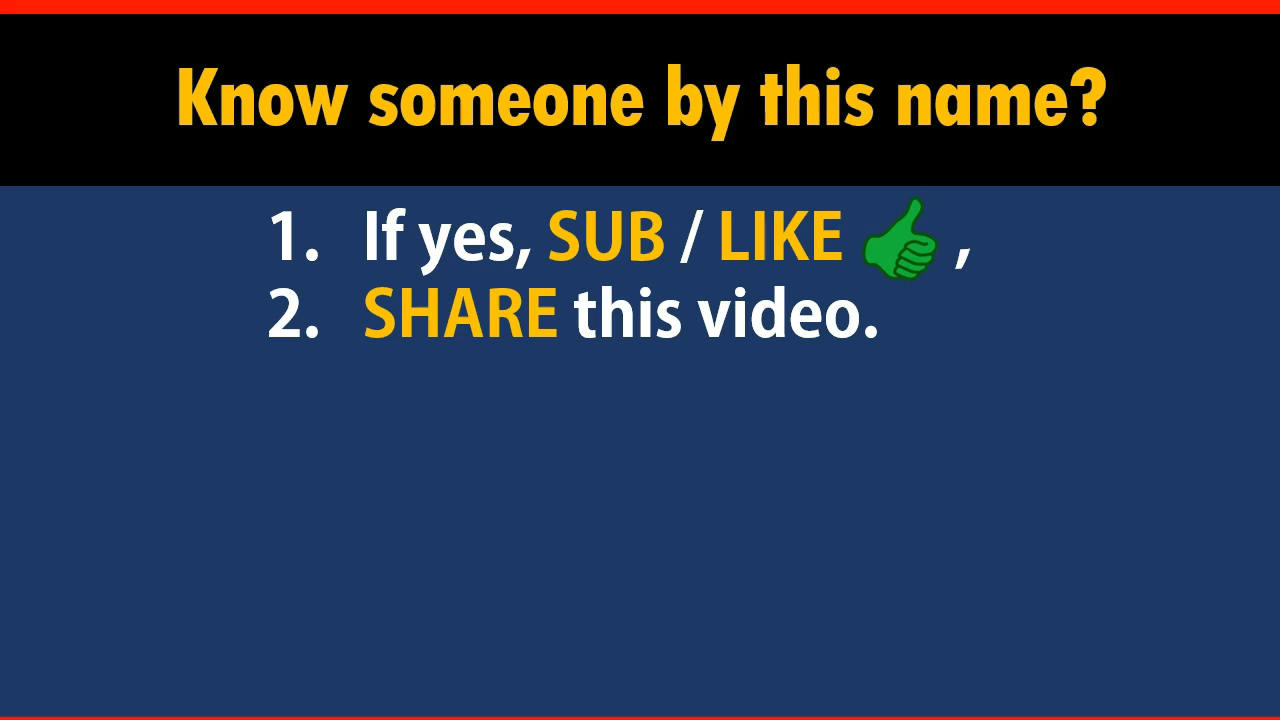 Know someone by this name?
1. If yes, SUB / LIKE ,
2. SHARE this video.